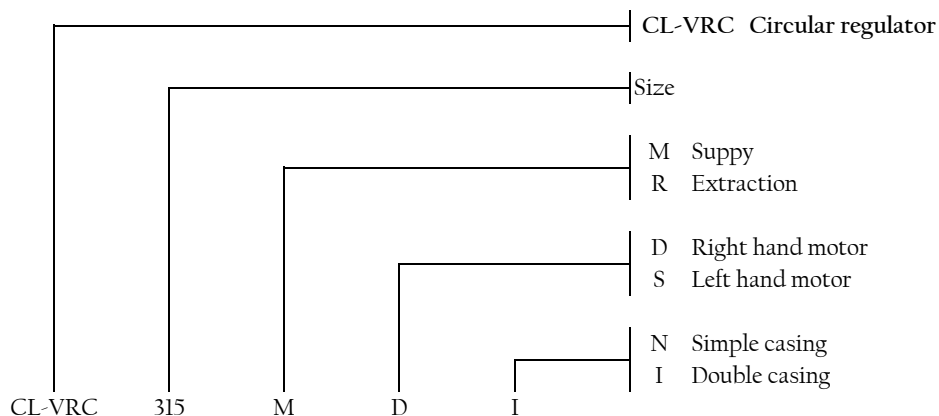 CL-VRC Circular regulator
Size
M Suppy
R Extraction
D Right hand motor
S Left hand motor
N Simple casing
I Double casing
CL-VRC 315 M D I